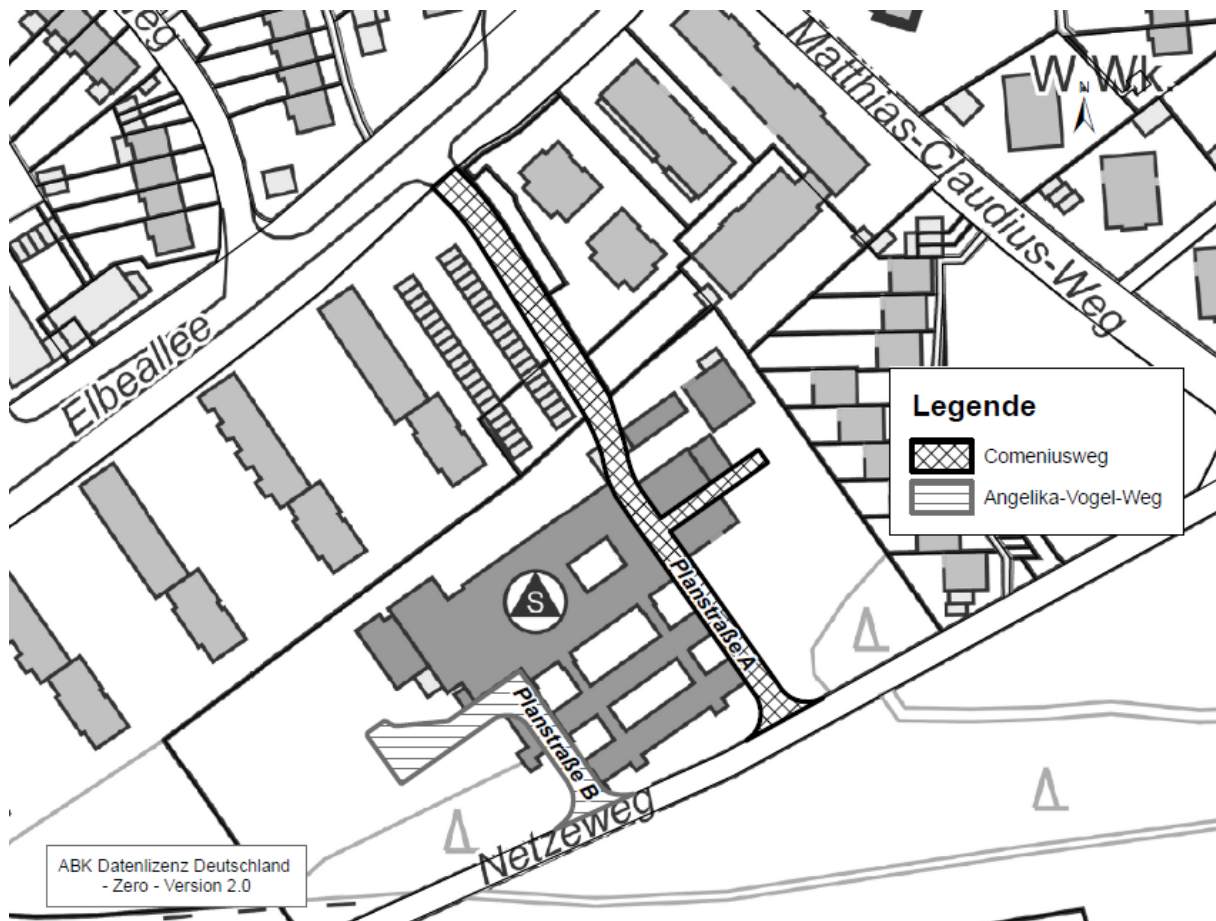 eg
Matthias-Claudius-Weg
W.Wk.
N
Elbeallee
Legende
Comeniusweg
Angelika-Vogel-Weg
S
Planstraße A
Planstraße B
Netzeweg
ABK Datenlizenz Deutschland
- Zero - Version 2.0